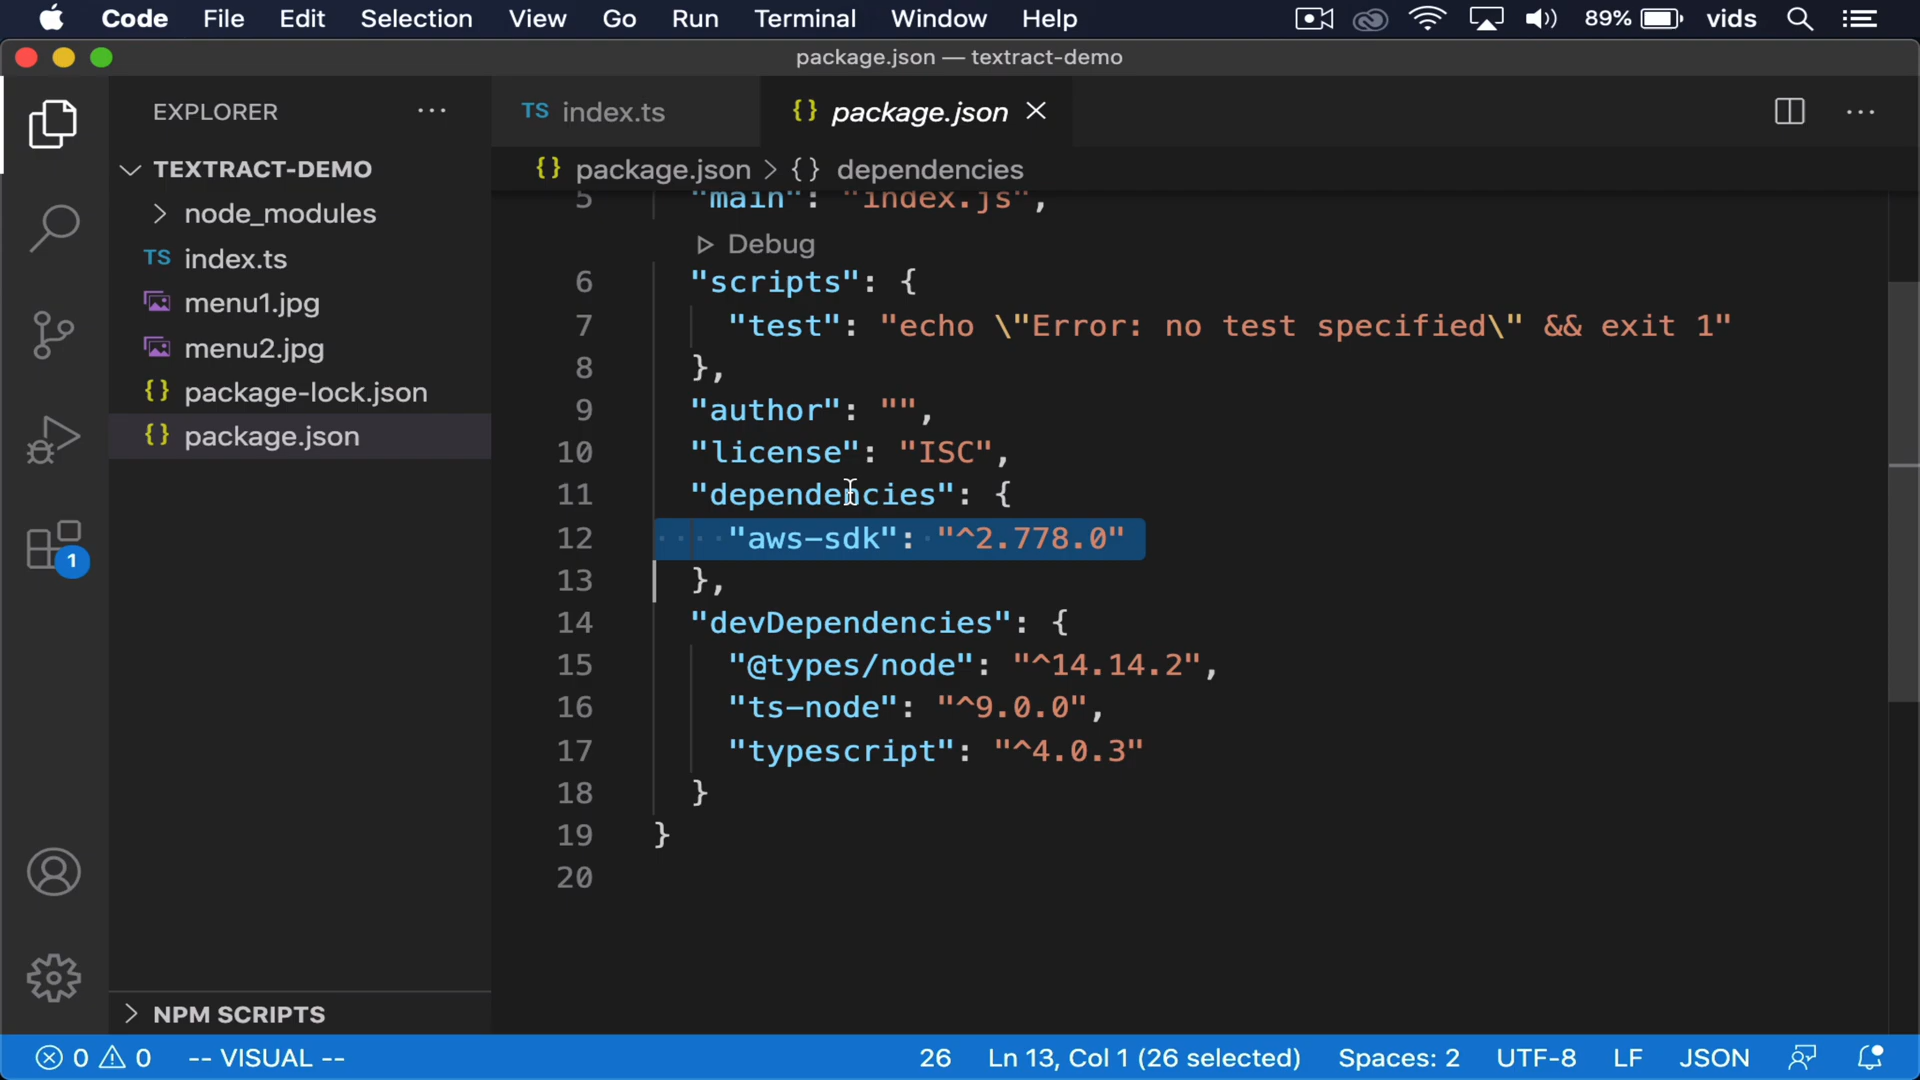 Code File Edit Selection View Go Run Terminal Window Help 89% vids
package.json — textract-demo
EXPLORER ···
TS index.ts {} package.json ···
TEXTRACT-DEMO
{} package.json > {} dependencies
node_modules
TS index.ts
menu1.jpg
menu2.jpg
{} package-lock.json
{} package.json
5 "main": "index.js",
Debug
6 "scripts": {
7 "test": "echo \"Error: no test specified\" && exit 1"
8 },
9 "author": "",
10 "license": "ISC",
11 "dependencies": {
12 "aws-sdk": "^2.778.0"
13 },
14 "devDependencies": {
15 "@types/node": "^14.14.2",
16 "ts-node": "^9.0.0",
17 "typescript": "^4.0.3"
18 }
19 }
20
1
NPM SCRIPTS
0 0 -- VISUAL -- 26 Ln 13, Col 1 (26 selected) Spaces: 2 UTF-8 LF JSON